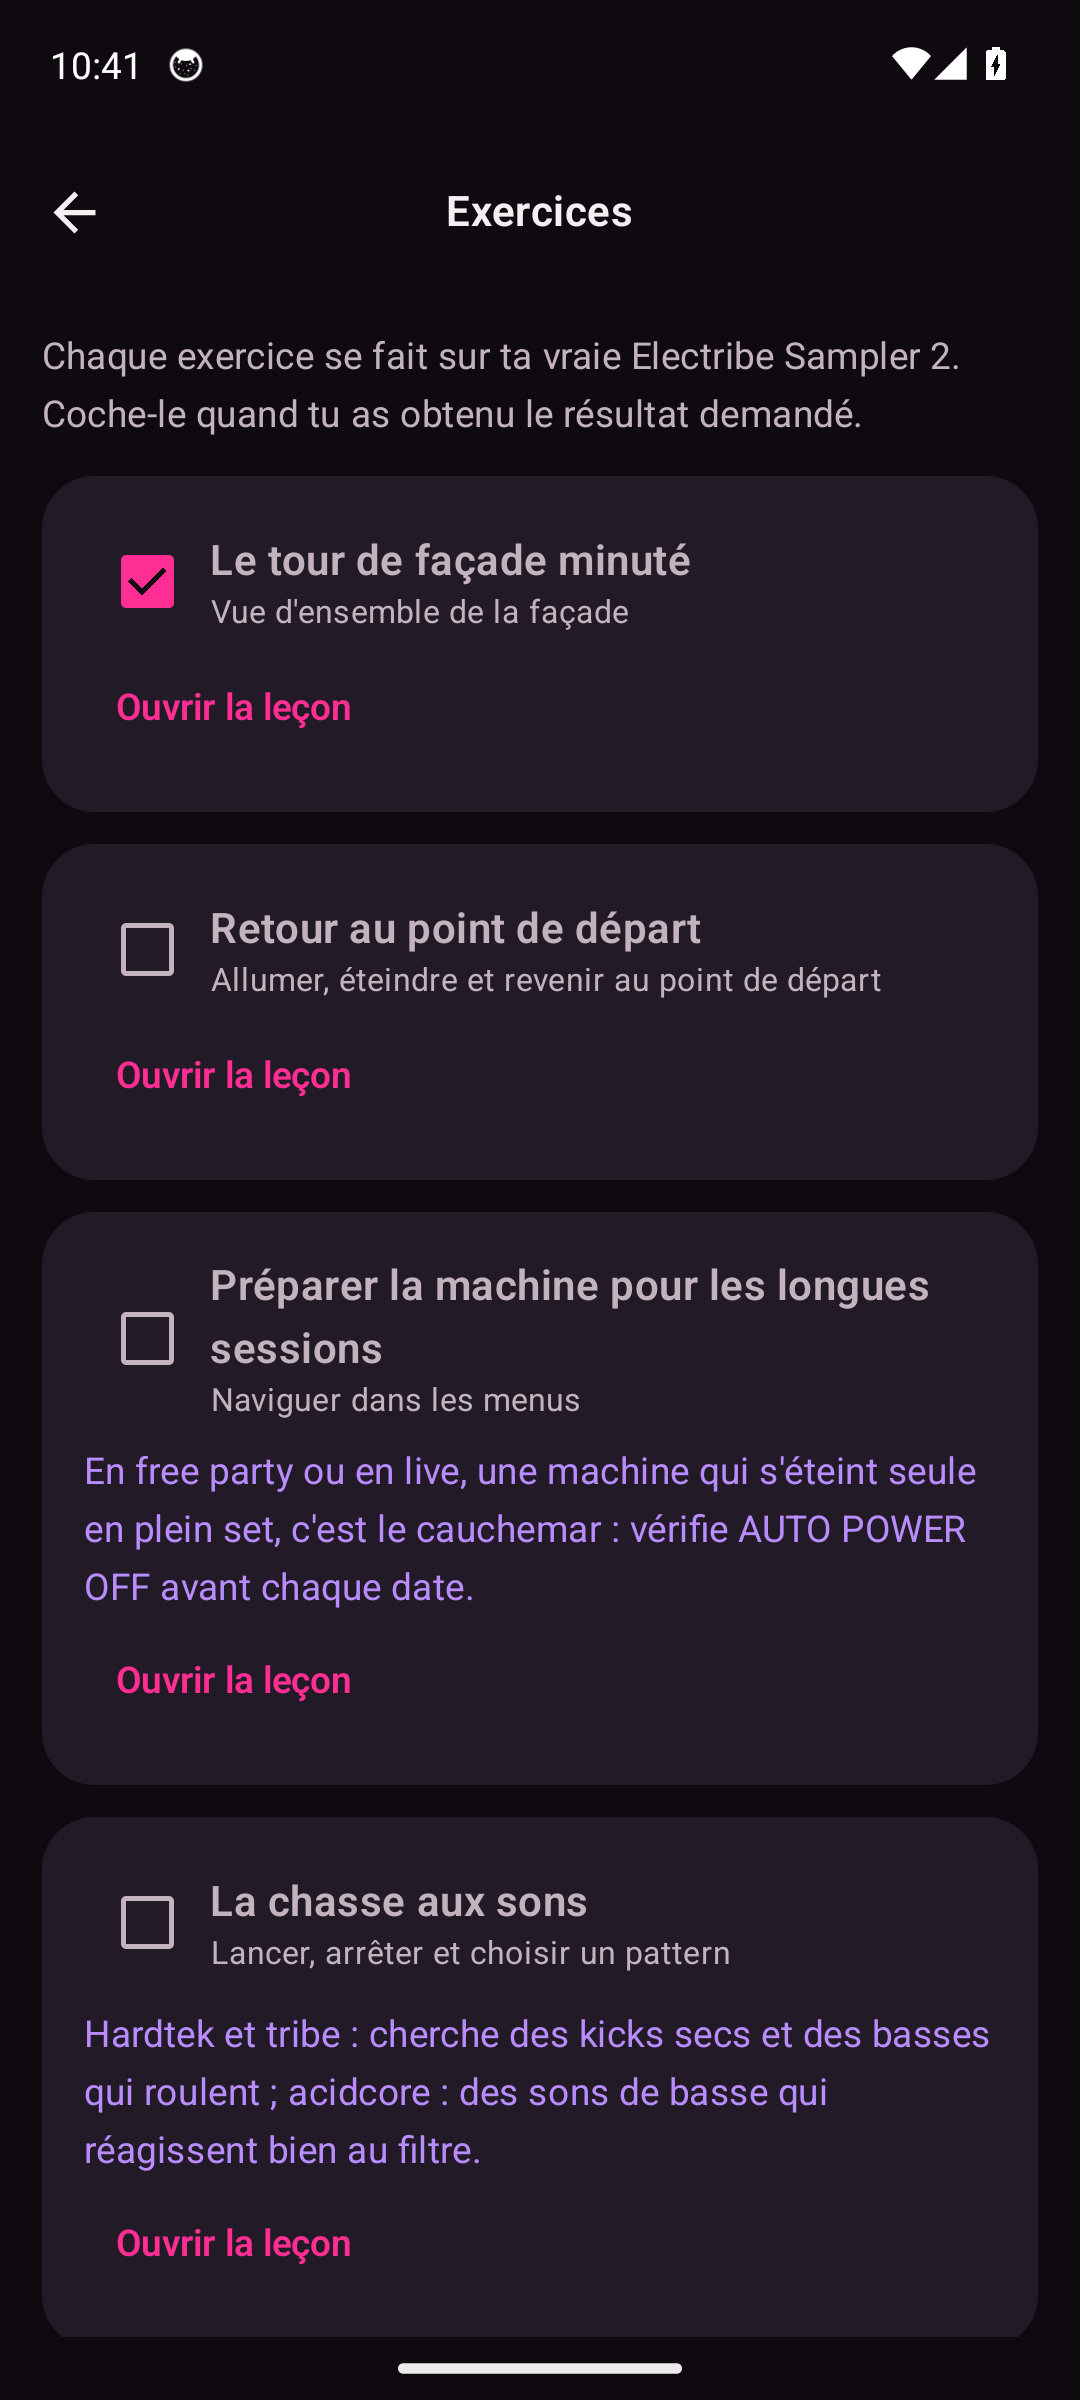 10:41
Exercices
Chaque exercice se fait sur ta vraie Electribe Sampler 2.
Coche-le quand tu as obtenu le résultat demandé.
Le tour de façade minuté
Vue d'ensemble de la façade
Ouvrir la leçon
Retour au point de départ
Allumer, éteindre et revenir au point de départ
Ouvrir la leçon
Préparer la machine pour les longues
sessions
Naviguer dans les menus
En free party ou en live, une machine qui s'éteint seule
en plein set, c'est le cauchemar : vérifie AUTO POWER
OFF avant chaque date.
Ouvrir la leçon
La chasse aux sons
Lancer, arrêter et choisir un pattern
Hardtek et tribe : cherche des kicks secs et des basses
qui roulent ; acidcore : des sons de basse qui
réagissent bien au filtre.
Ouvrir la leçon